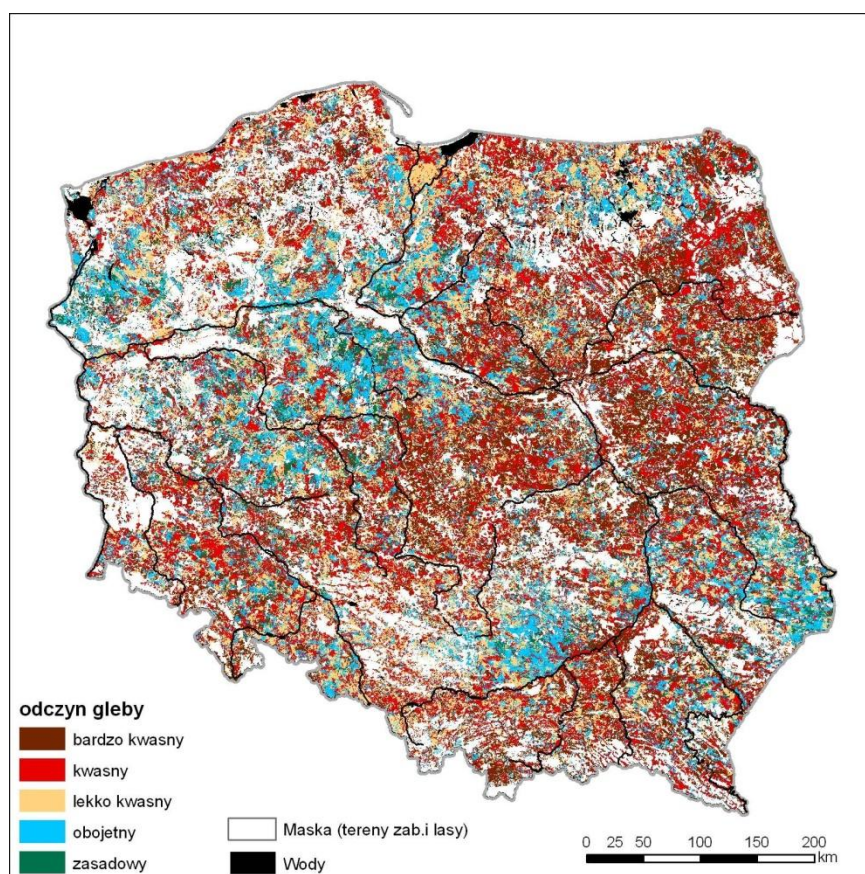 odczyn gleby
bardzo kwasny
kwasny
lekko kwasny
obojetny
zasadowy
Maska (tereny zab.i lasy)
Wody
0 25 50 100 150 200
km